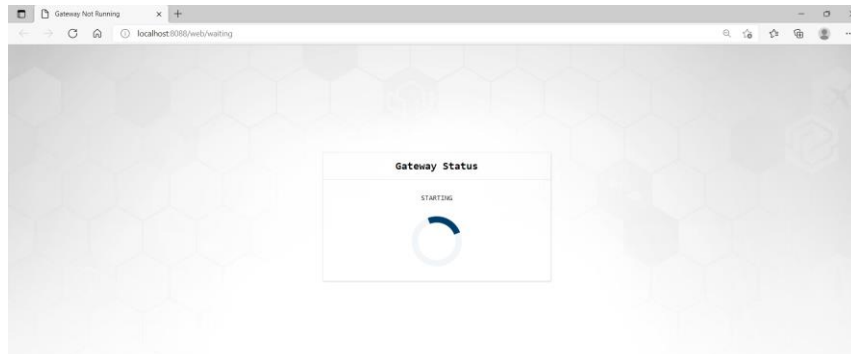 Gateway Not Running
localhost:8088/web/waiting
Gateway Status
STARTING